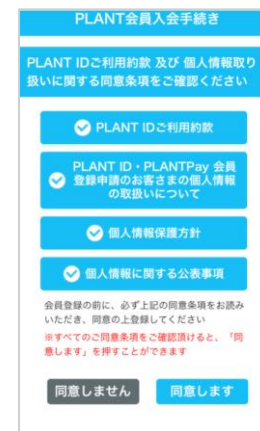 PLANT会員入会手続き
PLANT IDご利用約款 及び 個人情報取り
扱いに関する同意条項をご確認ください
PLANT IDご利用約款
PLANT ID・PLANTPay 会員
登録申請のお客さまの個人情報
の取扱いについて
個人情報保護方針
個人情報に関する公表事項
会員登録の前に、必ず上記の同意条項をお読み
いただき、同意の上登録してください
※すべてのご同意条項をご確認頂けると、「同
意します」を押すことができます
同意しません
同意します